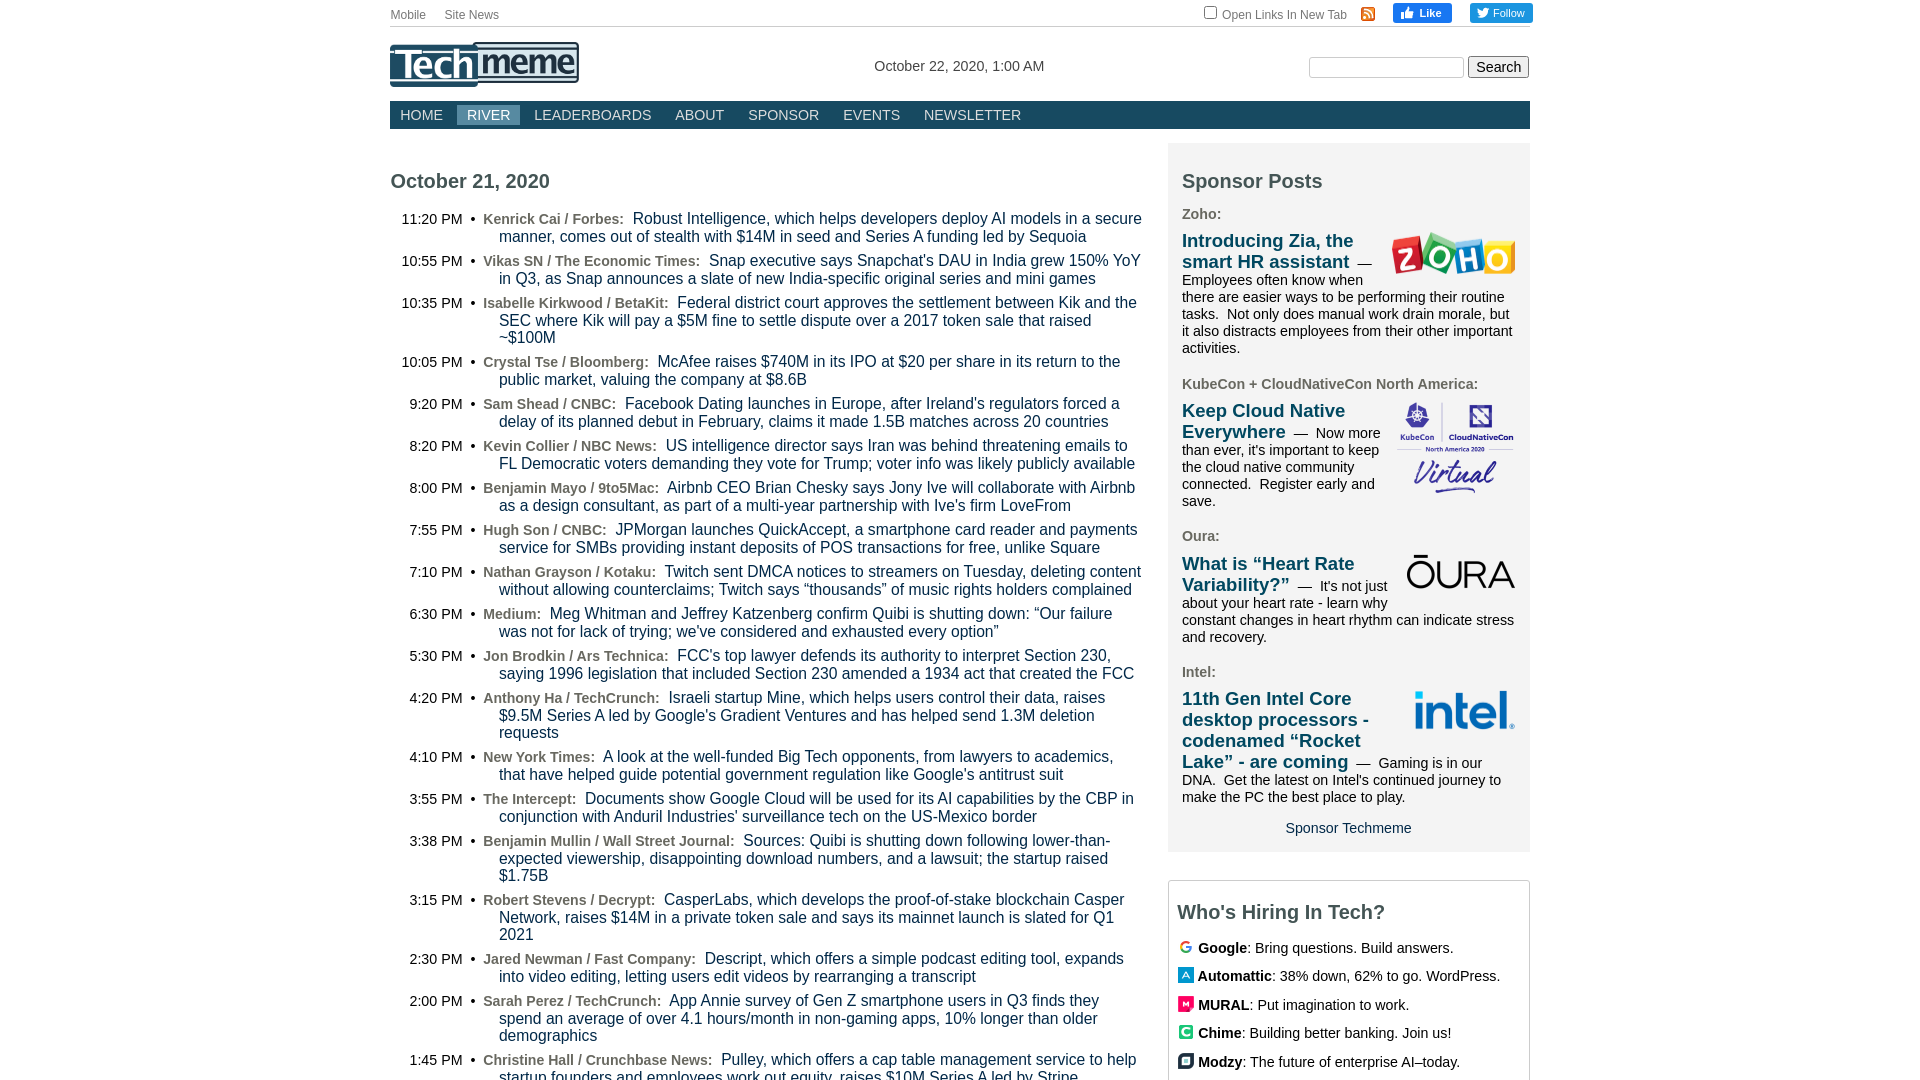 Mobile Site News
Open Links In New Tab Like Follow
Techmeme
October 22, 2020, 1:00 AM
Search
HOME RIVER LEADERBOARDS ABOUT SPONSOR EVENTS NEWSLETTER
October 21, 2020
11:20 PM • Kenrick Cai / Forbes: Robust Intelligence, which helps developers deploy AI models in a secure
manner, comes out of stealth with $14M in seed and Series A funding led by Sequoia
10:55 PM • Vikas SN / The Economic Times: Snap executive says Snapchat's DAU in India grew 150% YoY
in Q3, as Snap announces a slate of new India-specific original series and mini games
10:35 PM • Isabelle Kirkwood / BetaKit: Federal district court approves the settlement between Kik and the
SEC where Kik will pay a $5M fine to settle dispute over a 2017 token sale that raised
~$100M
10:05 PM • Crystal Tse / Bloomberg: McAfee raises $740M in its IPO at $20 per share in its return to the
public market, valuing the company at $8.6B
9:20 PM • Sam Shead / CNBC: Facebook Dating launches in Europe, after Ireland's regulators forced a
delay of its planned debut in February, claims it made 1.5B matches across 20 countries
8:20 PM • Kevin Collier / NBC News: US intelligence director says Iran was behind threatening emails to
FL Democratic voters demanding they vote for Trump; voter info was likely publicly available
8:00 PM • Benjamin Mayo / 9to5Mac: Airbnb CEO Brian Chesky says Jony Ive will collaborate with Airbnb
as a design consultant, as part of a multi-year partnership with Ive's firm LoveFrom
7:55 PM • Hugh Son / CNBC: JPMorgan launches QuickAccept, a smartphone card reader and payments
service for SMBs providing instant deposits of POS transactions for free, unlike Square
7:10 PM • Nathan Grayson / Kotaku: Twitch sent DMCA notices to streamers on Tuesday, deleting content
without allowing counterclaims; Twitch says “thousands” of music rights holders complained
6:30 PM • Medium: Meg Whitman and Jeffrey Katzenberg confirm Quibi is shutting down: “Our failure
was not for lack of trying; we've considered and exhausted every option”
5:30 PM • Jon Brodkin / Ars Technica: FCC's top lawyer defends its authority to interpret Section 230,
saying 1996 legislation that included Section 230 amended a 1934 act that created the FCC
4:20 PM • Anthony Ha / TechCrunch: Israeli startup Mine, which helps users control their data, raises
$9.5M Series A led by Google's Gradient Ventures and has helped send 1.3M deletion
requests
4:10 PM • New York Times: A look at the well-funded Big Tech opponents, from lawyers to academics,
that have helped guide potential government regulation like Google's antitrust suit
3:55 PM • The Intercept: Documents show Google Cloud will be used for its AI capabilities by the CBP in
conjunction with Anduril Industries' surveillance tech on the US-Mexico border
3:38 PM • Benjamin Mullin / Wall Street Journal: Sources: Quibi is shutting down following lower-than-
expected viewership, disappointing download numbers, and a lawsuit; the startup raised
$1.75B
3:15 PM • Robert Stevens / Decrypt: CasperLabs, which develops the proof-of-stake blockchain Casper
Network, raises $14M in a private token sale and says its mainnet launch is slated for Q1
2021
2:30 PM • Jared Newman / Fast Company: Descript, which offers a simple podcast editing tool, expands
into video editing, letting users edit videos by rearranging a transcript
2:00 PM • Sarah Perez / TechCrunch: App Annie survey of Gen Z smartphone users in Q3 finds they
spend an average of over 4.1 hours/month in non-gaming apps, 10% longer than older
demographics
1:45 PM • Christine Hall / Crunchbase News: Pulley, which offers a cap table management service to help
startup founders and employees work out equity, raises $10M Series A led by Stripe
Sponsor Posts
Zoho:
ZOHO
Introducing Zia, the
smart HR assistant —
Employees often know when
there are easier ways to be performing their routine
tasks. Not only does manual work drain morale, but
it also distracts employees from their other important
activities.
KubeCon + CloudNativeCon North America:
KubeCon CloudNativeCon
North America 2020
Virtual
Keep Cloud Native
Everywhere — Now more
than ever, it's important to keep
the cloud native community
connected. Register early and
save.
Oura:
ŌURA
What is “Heart Rate
Variability?” — It's not just
about your heart rate - learn why
constant changes in heart rhythm can indicate stress
and recovery.
Intel:
intel.
11th Gen Intel Core
desktop processors -
codenamed “Rocket
Lake” - are coming — Gaming is in our
DNA. Get the latest on Intel's continued journey to
make the PC the best place to play.
Sponsor Techmeme
Who's Hiring In Tech?
Google: Bring questions. Build answers.
Automattic: 38% down, 62% to go. WordPress.
MURAL: Put imagination to work.
Chime: Building better banking. Join us!
Modzy: The future of enterprise AI–today.